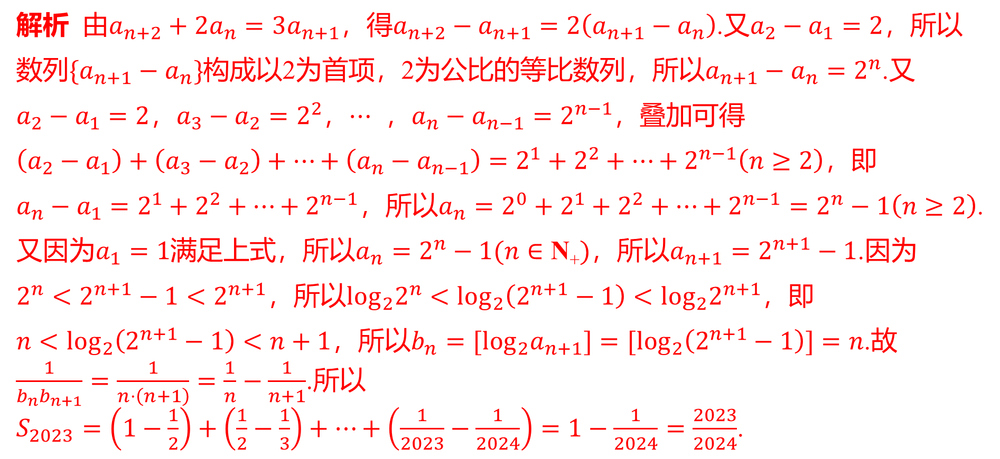 解析 由$a_{n+2}+2a_n=3a_{n+1}$，得$a_{n+2}-a_{n+1}=2(a_{n+1}-a_n)$.又$a_2-a_1=2$，所以
数列$\{a_{n+1}-a_n\}$构成以2为首项，2为公比的等比数列，所以$a_{n+1}-a_n=2^n$.又
$a_2-a_1=2$，$a_3-a_2=2^2$，$\cdots$ ，$a_n-a_{n-1}=2^{n-1}$，叠加可得
$(a_2-a_1)+(a_3-a_2)+\cdots+(a_n-a_{n-1})=2^1+2^2+\cdots+2^{n-1}(n\geq 2)$，即
$a_n-a_1=2^1+2^2+\cdots+2^{n-1}$，所以$a_n=2^0+2^1+2^2+\cdots+2^{n-1}=2^n-1(n\geq 2)$.
又因为$a_1=1$满足上式，所以$a_n=2^n-1(n\in \mathbf{N}_+)$，所以$a_{n+1}=2^{n+1}-1$.因为
$2^n<2^{n+1}-1<2^{n+1}$，所以$\log_2 2^n<\log_2(2^{n+1}-1)<\log_2 2^{n+1}$，即
$n<\log_2(2^{n+1}-1)<n+1$，所以$b_n=[\log_2 a_{n+1}]=[\log_2(2^{n+1}-1)]=n$.故
$\frac{1}{b_n b_{n+1}}=\frac{1}{n\cdot(n+1)}=\frac{1}{n}-\frac{1}{n+1}$.所以
$S_{2023}=\left(1-\frac{1}{2}\right)+\left(\frac{1}{2}-\frac{1}{3}\right)+\cdots+\left(\frac{1}{2023}-\frac{1}{2024}\right)=1-\frac{1}{2024}=\frac{2023}{2024}$.